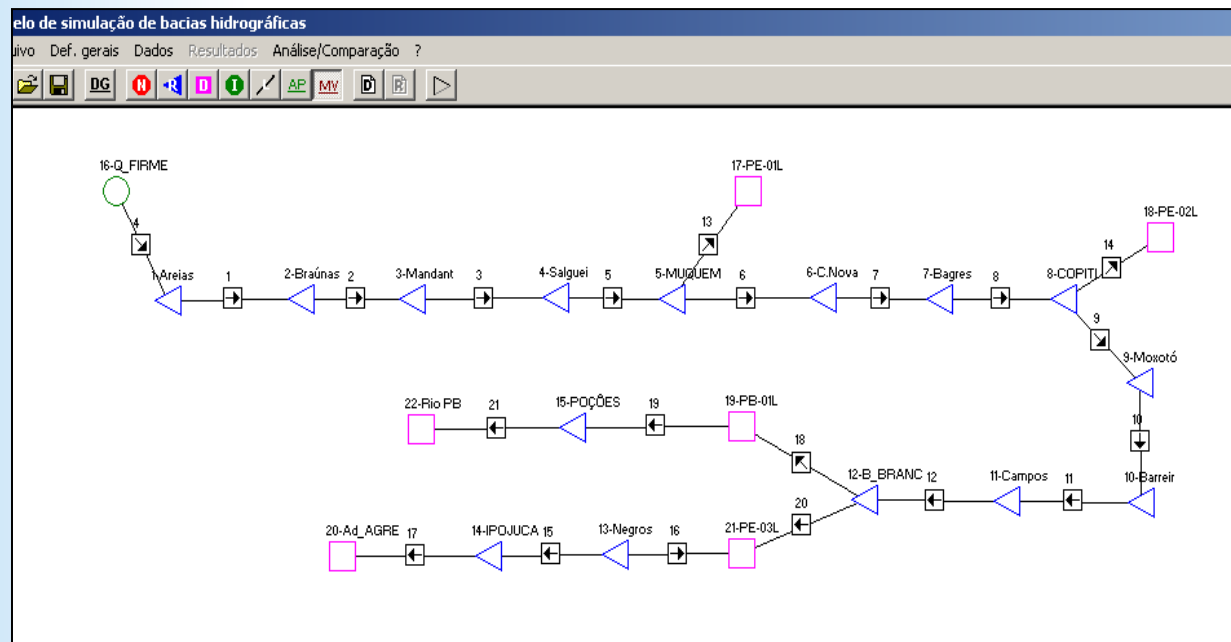 elo de simulação de bacias hidrográficas
uivo Def. gerais Dados Resultados Análise/Comparação ?
DG N R D I AP MV D R
16-Q_FIRME
17-PE-01L
18-PE-02L
4
13
14
1-Areias
1
2-Braúnas
2
3-Mandant
3
4-Salguei
5
5-MUQUEM
6
6-C.Nova
7
7-Bagres
8
8-COPITI
9
9-Moxotó
10
22-Rio PB
21
15-POÇÕES
19
19-PB-01L
18
12-B_BRANC
12
11-Campos
11
10-Barreir
20
20-Ad_AGRE
17
14-IPOJUCA
15
13-Negros
16
21-PE-03L